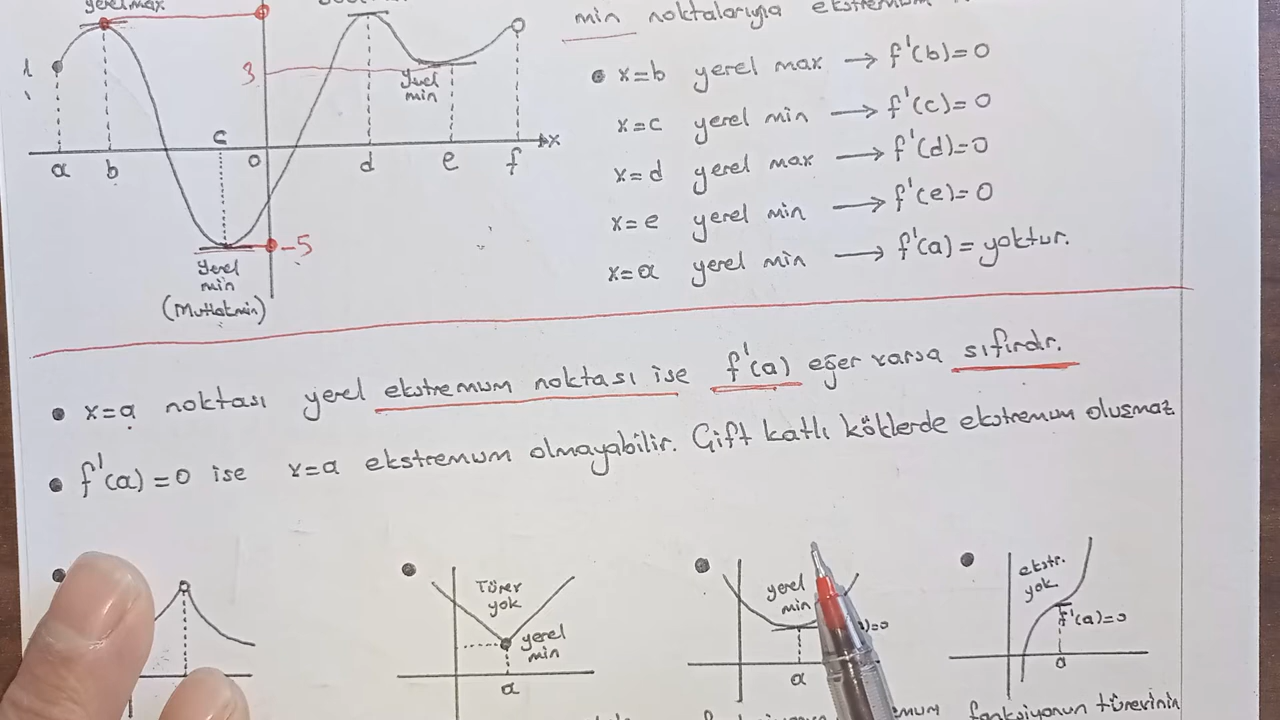 yerel max
min noktalarıyla ekstremum
3
yerel
min
x
c
a b o d e f
-5
yerel
min
(Mutlak min)
• x=b yerel max → f'(b)=0
x=c yerel min → f'(c)=0
x=d yerel max → f'(d)=0
x=e yerel min → f'(e)=0
x=a yerel min → f'(a)= yoktur.
• x=a noktası yerel ekstremum noktası ise f'(a) eğer varsa sıfırdır.
• f'(a)=0 ise x=a ekstremum olmayabilir. Çift katlı köklerde ekstremum oluşmaz
Türev
yok
yerel
min
a
yerel
min
)=0
a
ekstr.
yok
f'(a)=0
a
fonksiyonun türevinin